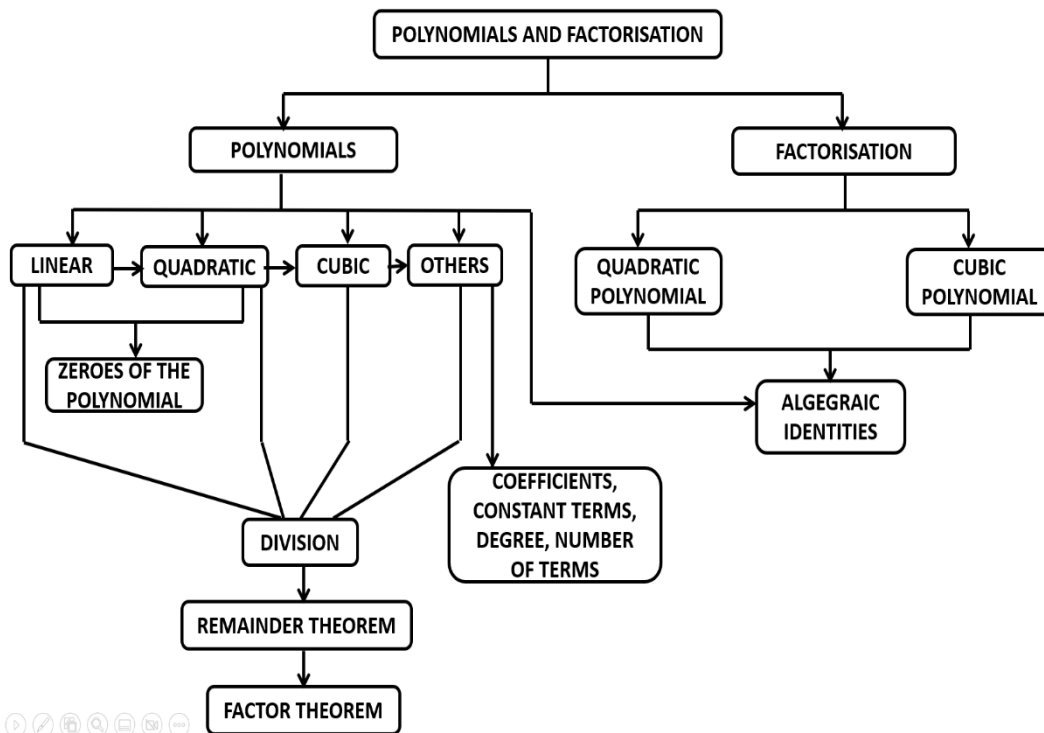 POLYNOMIALS AND FACTORISATION
POLYNOMIALS
FACTORISATION
LINEAR
QUADRATIC
CUBIC
OTHERS
QUADRATIC
POLYNOMIAL
CUBIC
POLYNOMIAL
ZEROES OF THE
POLYNOMIAL
ALGEGRAIC
IDENTITIES
COEFFICIENTS,
CONSTANT TERMS,
DEGREE, NUMBER
OF TERMS
DIVISION
REMAINDER THEOREM
FACTOR THEOREM